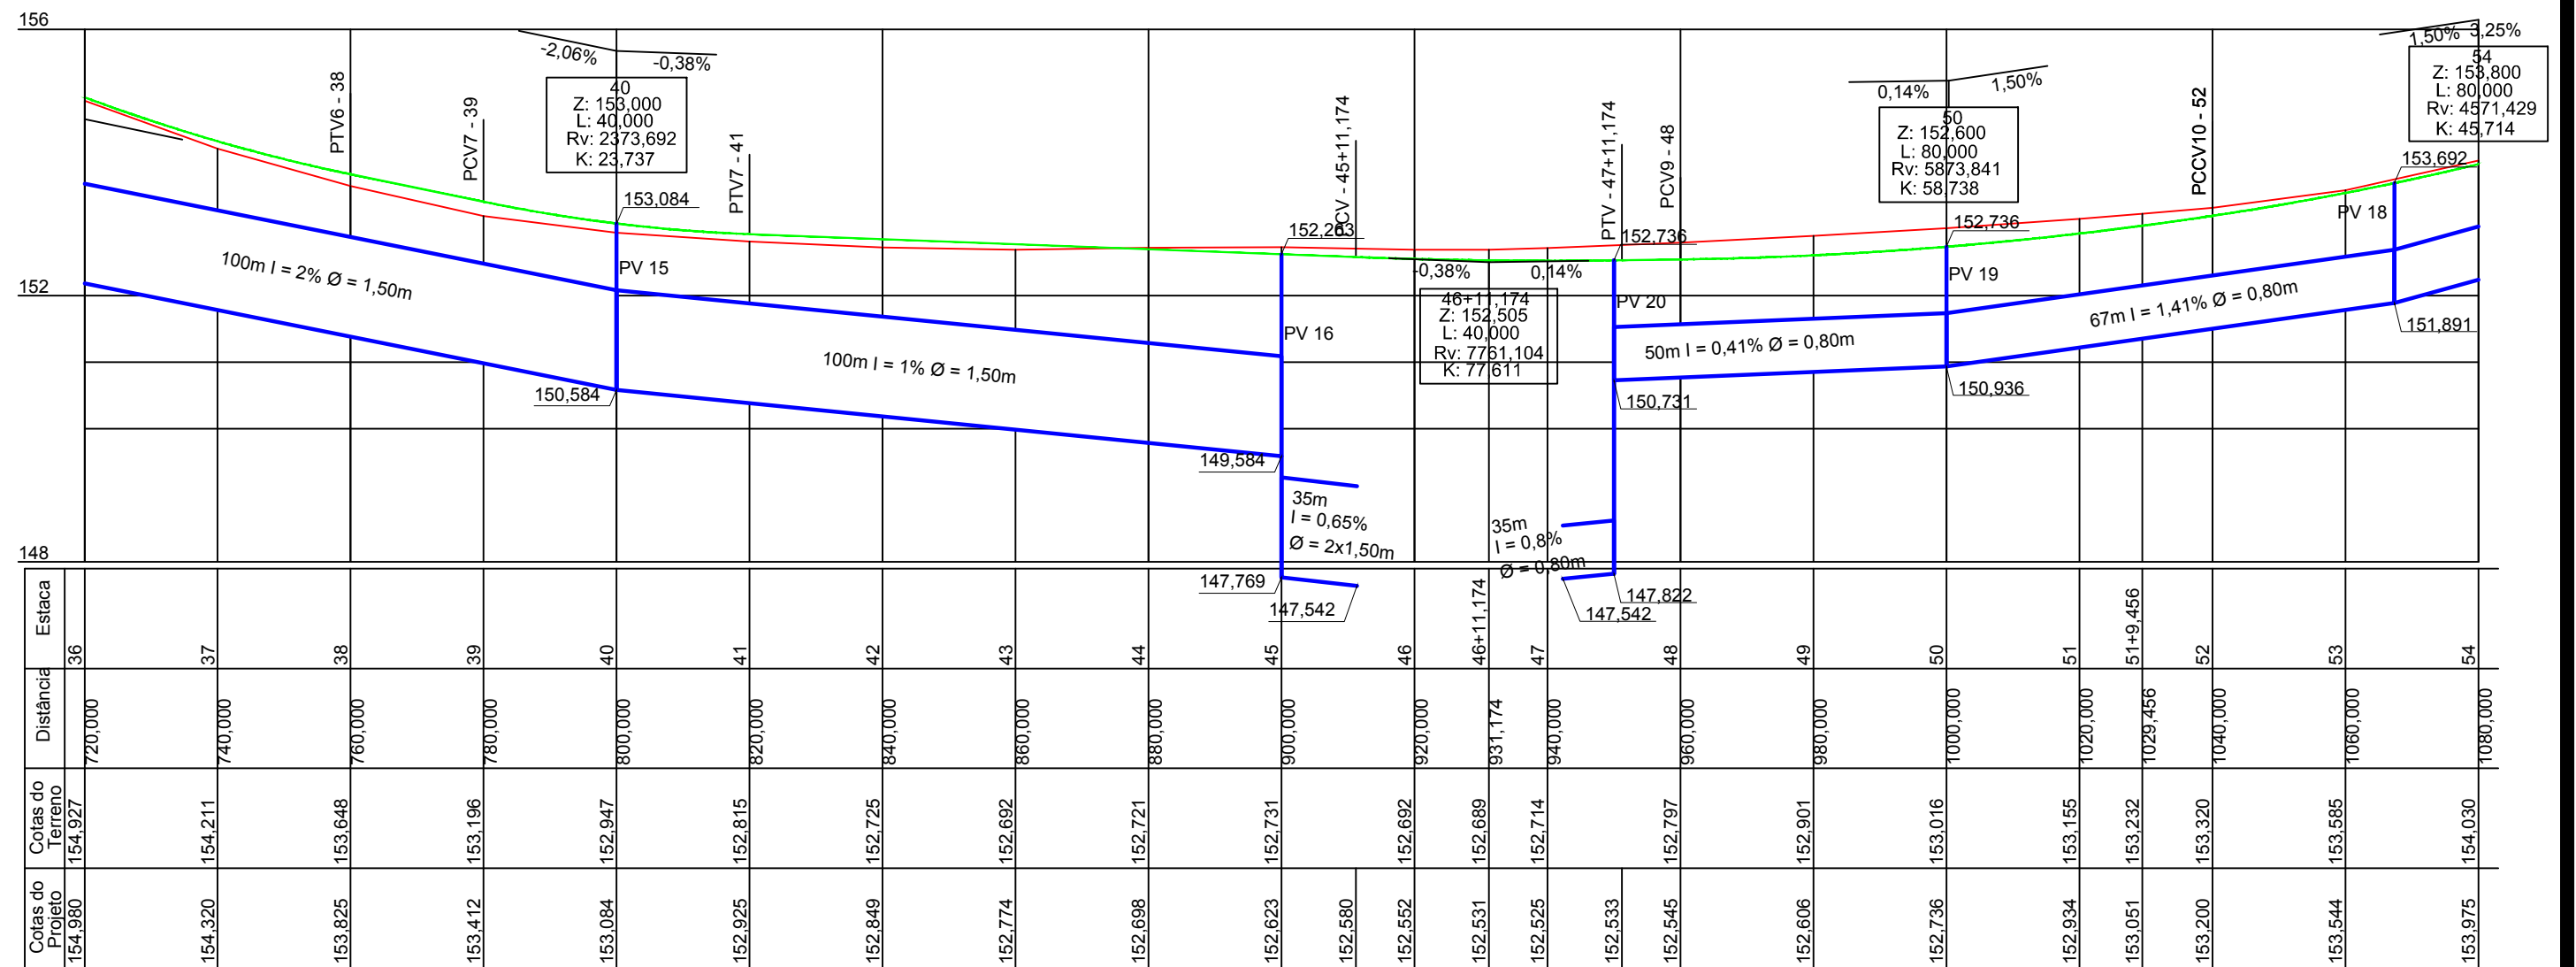 156
-2,06%
-0,38%
40
Z: 153,000
L: 40,000
Rv: 2373,692
K: 23,737
0,14%
1,50%
50
Z: 152,600
L: 80,000
Rv: 5873,841
K: 58,738
1,50%
3,25%
54
Z: 153,800
L: 80,000
Rv: 4571,429
K: 45,714
PTV6 - 38
PCV7 - 39
PTV7 - 41
PCV - 45+11,174
PTV - 47+11,174
PCV9 - 48
PCCV10 - 52
153,084
152,263
152,736
152,736
153,692
PV 15
PV 16
PV 20
PV 19
PV 18
152
-0,38%
0,14%
46+11,174
Z: 152,505
L: 40,000
Rv: 7761,104
K: 77,611
100m I = 2% Ø = 1,50m
100m I = 1% Ø = 1,50m
50m I = 0,41% Ø = 0,80m
67m I = 1,41% Ø = 0,80m
150,584
149,584
150,731
150,936
151,891
35m
I = 0,65%
Ø = 2x1,50m
35m
I = 0,8%
Ø = 0,80m
148
147,769
147,542
147,542
147,822
Estaca
36 37 38 39 40 41 42 43 44 45 46 46+11,174 47 48 49 50 51 51+9,456 52 53 54
Distância
720,000 740,000 760,000 780,000 800,000 820,000 840,000 860,000 880,000 900,000 920,000 931,174 940,000 960,000 980,000 1000,000 1020,000 1029,456 1040,000 1060,000 1080,000
Cotas do
Terreno
154,927 154,211 153,648 153,196 152,947 152,815 152,725 152,692 152,721 152,731 152,692 152,689 152,714 152,797 152,901 153,016 153,155 153,232 153,320 153,585 154,030
Cotas do
Projeto
154,980 154,320 153,825 153,412 153,084 152,925 152,849 152,774 152,698 152,623 152,580 152,552 152,531 152,525 152,533 152,545 152,606 152,736 152,934 153,051 153,200 153,544 153,975